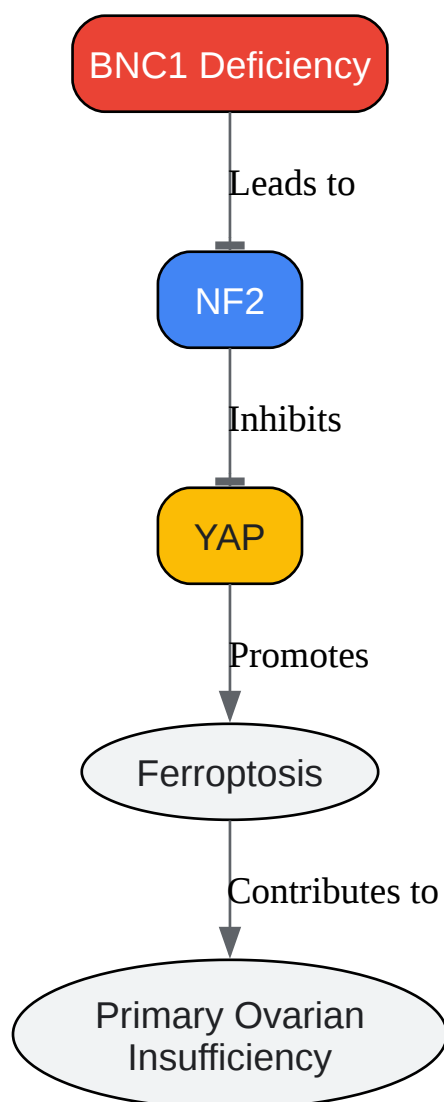 BNC1 Deficiency
Leads to
NF2
Inhibits
YAP
Promotes
Ferroptosis
Contributes to
Primary Ovarian
Insufficiency